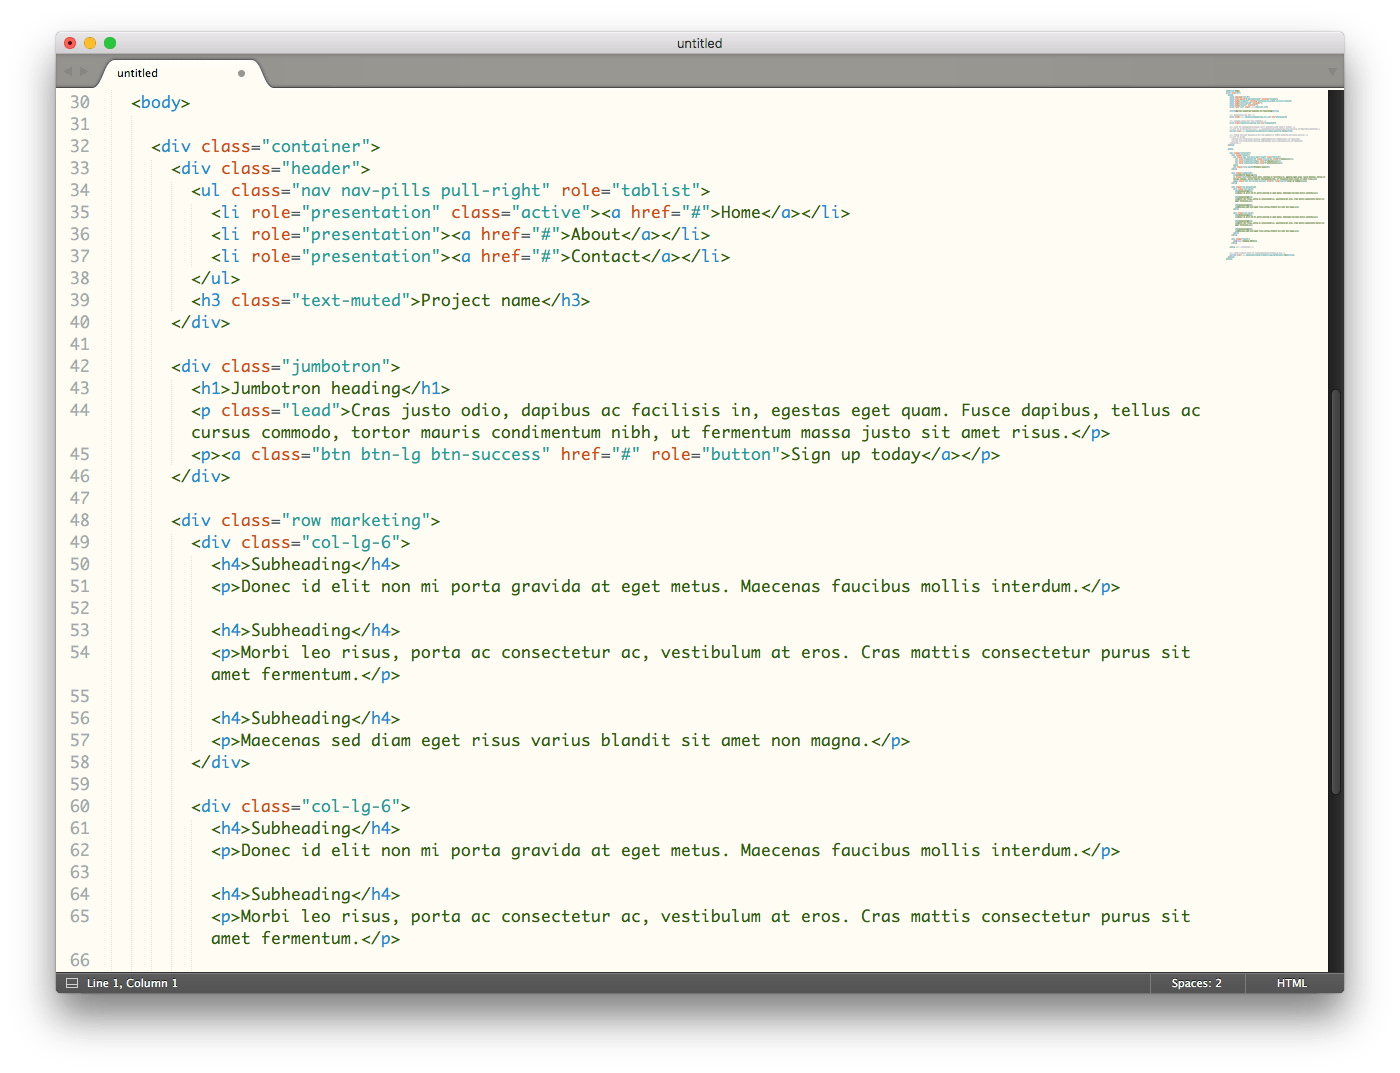 untitled
untitled
30 <body>
31
32 <div class="container">
33 <div class="header">
34 <ul class="nav nav-pills pull-right" role="tablist">
35 <li role="presentation" class="active"><a href="#">Home</a></li>
36 <li role="presentation"><a href="#">About</a></li>
37 <li role="presentation"><a href="#">Contact</a></li>
38 </ul>
39 <h3 class="text-muted">Project name</h3>
40 </div>
41
42 <div class="jumbotron">
43 <h1>Jumbotron heading</h1>
44 <p class="lead">Cras justo odio, dapibus ac facilisis in, egestas eget quam. Fusce dapibus, tellus ac
cursus commodo, tortor mauris condimentum nibh, ut fermentum massa justo sit amet risus.</p>
45 <p><a class="btn btn-lg btn-success" href="#" role="button">Sign up today</a></p>
46 </div>
47
48 <div class="row marketing">
49 <div class="col-lg-6">
50 <h4>Subheading</h4>
51 <p>Donec id elit non mi porta gravida at eget metus. Maecenas faucibus mollis interdum.</p>
52
53 <h4>Subheading</h4>
54 <p>Morbi leo risus, porta ac consectetur ac, vestibulum at eros. Cras mattis consectetur purus sit
amet fermentum.</p>
55
56 <h4>Subheading</h4>
57 <p>Maecenas sed diam eget risus varius blandit sit amet non magna.</p>
58 </div>
59
60 <div class="col-lg-6">
61 <h4>Subheading</h4>
62 <p>Donec id elit non mi porta gravida at eget metus. Maecenas faucibus mollis interdum.</p>
63
64 <h4>Subheading</h4>
65 <p>Morbi leo risus, porta ac consectetur ac, vestibulum at eros. Cras mattis consectetur purus sit
amet fermentum.</p>
66
Line 1, Column 1
Spaces: 2
HTML